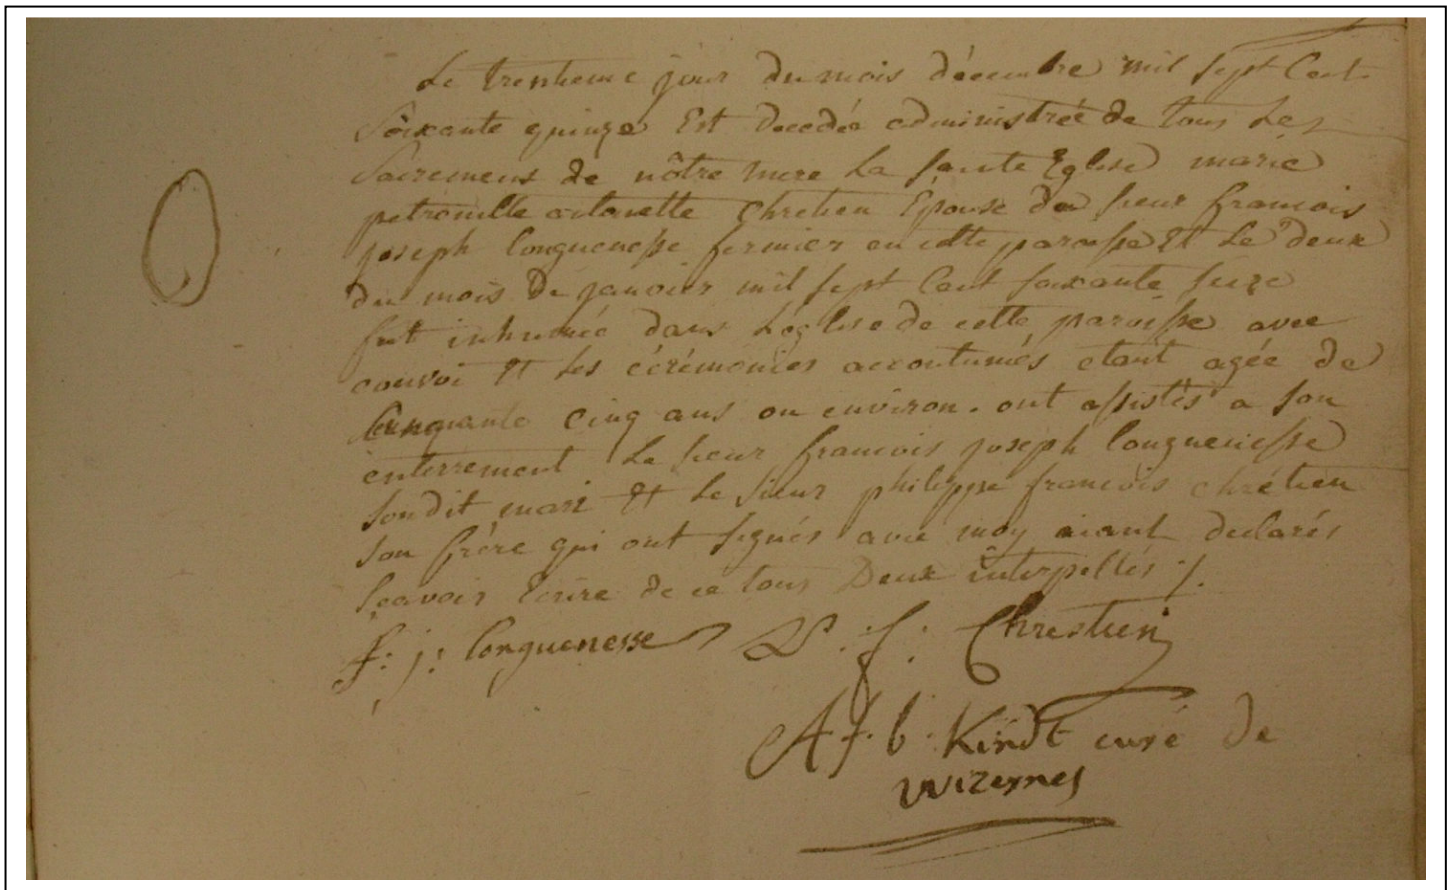 Le trentieme jour du mois décembre mil sept Cent
Soixante quinze Est decedée administrée de tous Les
Sacremens de nôtre mere La sainte Eglise marie
petronille antoinette Chretien Epouse du sieur francois
joseph longuenesse fermier en cette paroisse Et Le deux
du mois De janvier mil sept Cent soixante seize
fut inhumée dans L'eglise de cette paroisse avec
convoi Et les cérémonies accoutumés etant agée de
Cinquante cinq ans ou environ. ont assistés a son
enterrement Le sieur francois joseph longuenesse
sondit mari Et Le sieur philippe francois chrétien
son frère qui ont signés avec moy aiant declarés
scavoir Ecrire de ce tous Deux interpellés ./.
f: j: longuenesse P. f: Chrestien
A f. b. Kindt curé de
wizernes